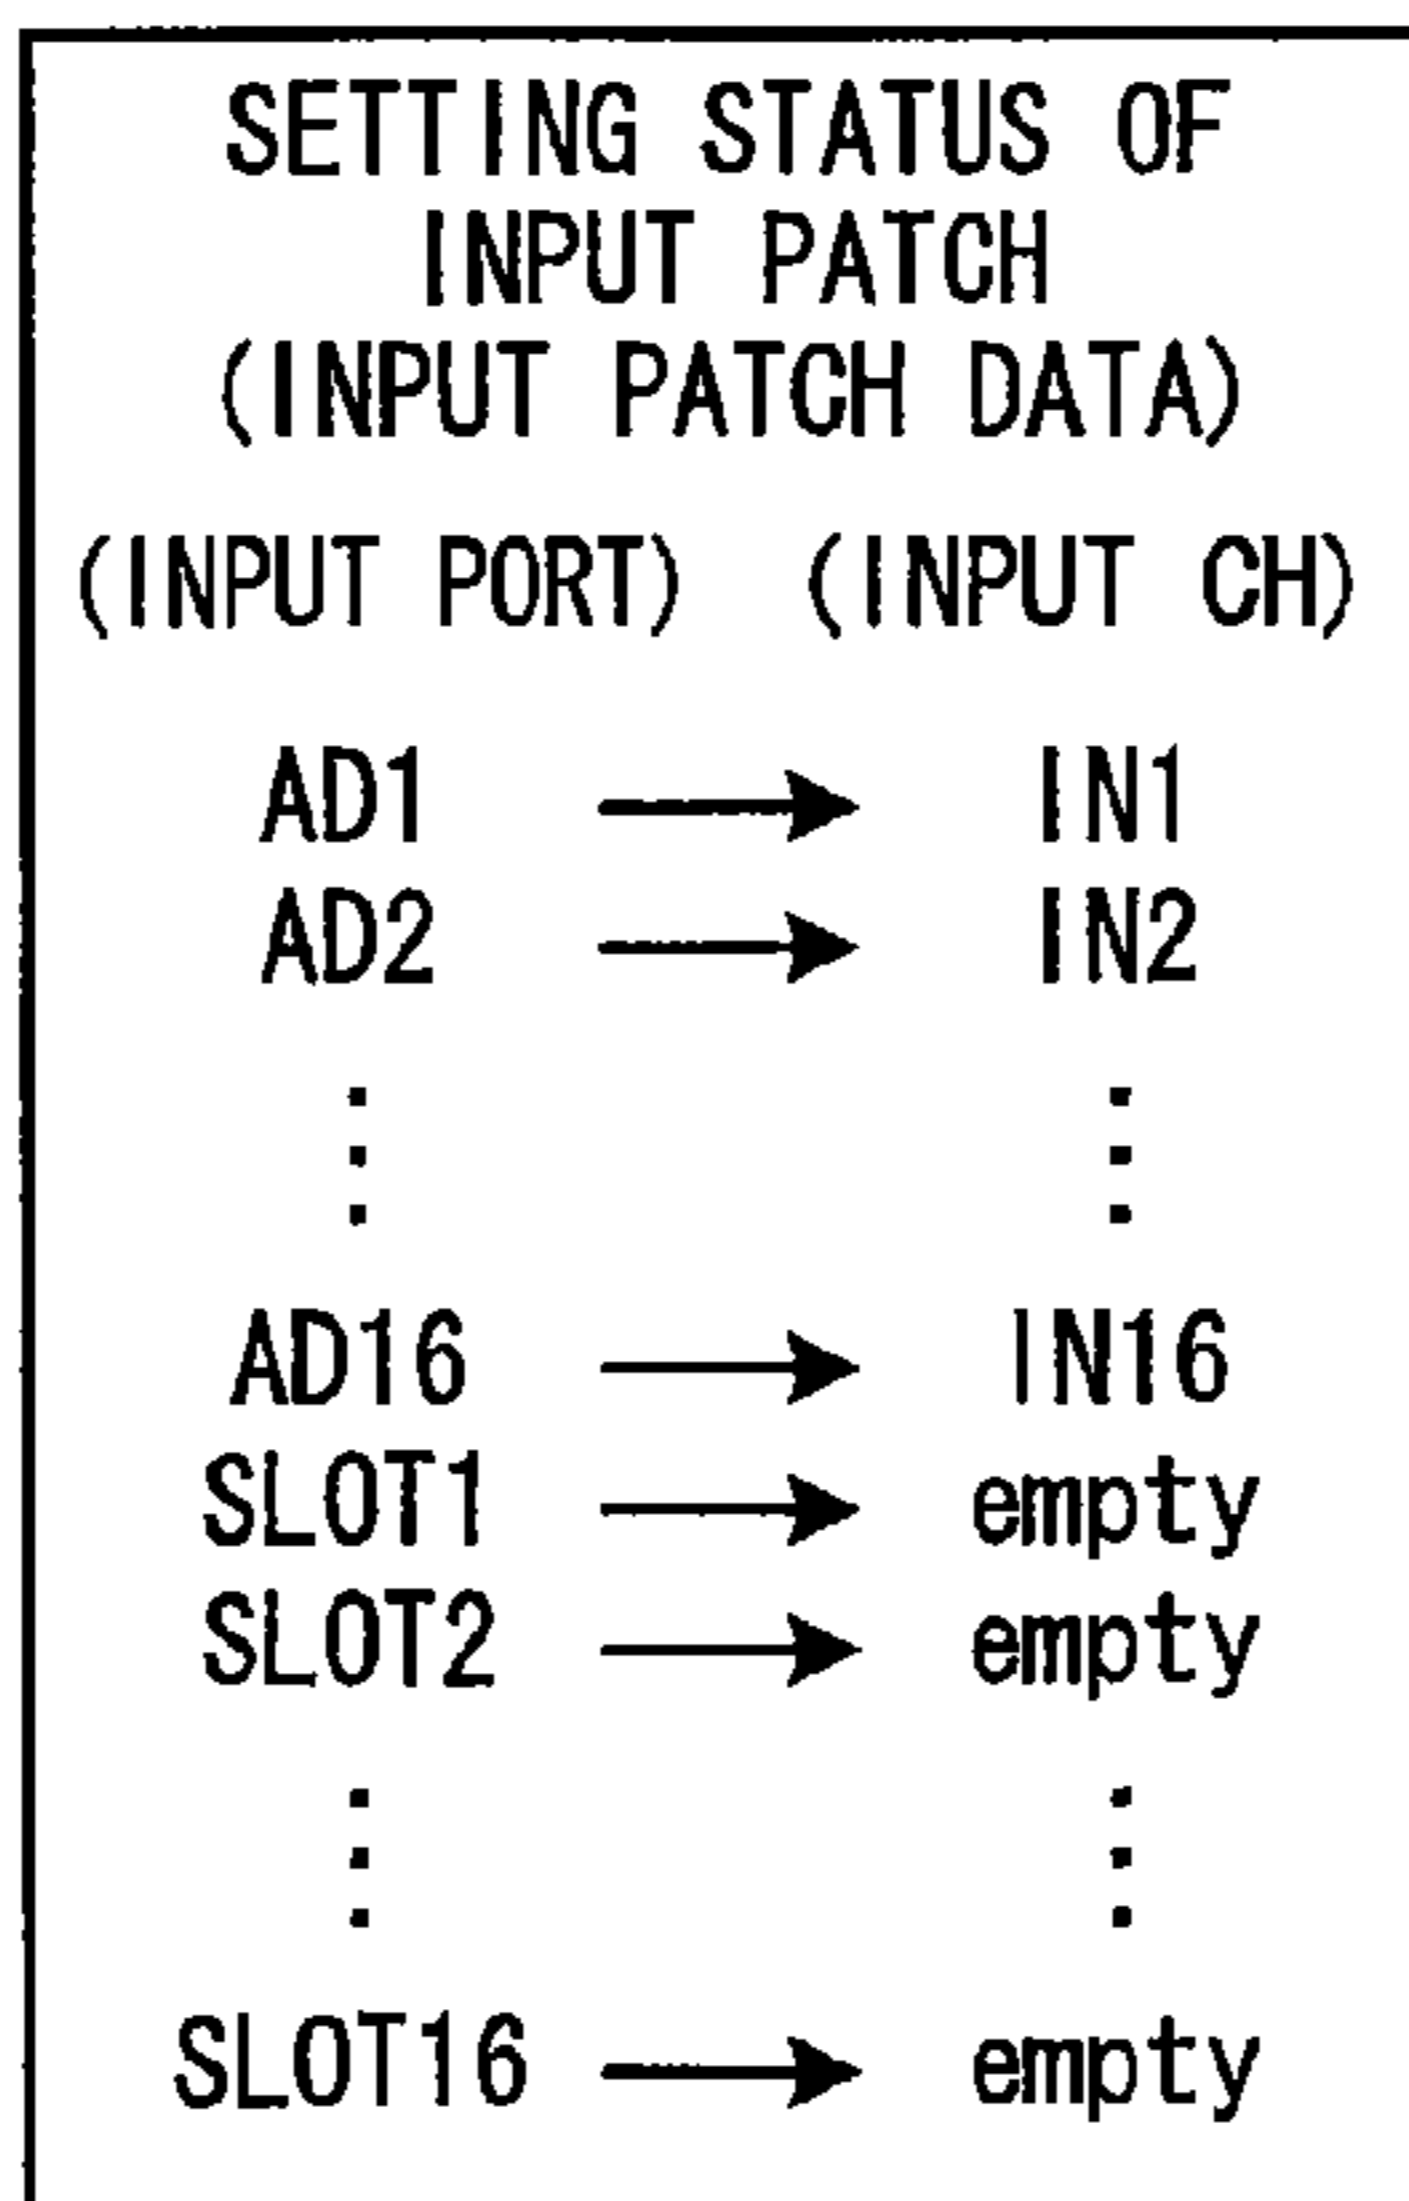 SETTING STATUS OF
INPUT PATCH
(INPUT PATCH DATA)
(INPUT PORT) (INPUT CH)
AD1 → IN1
AD2 → IN2
⋮ ⋮
AD16 → IN16
SLOT1 → empty
SLOT2 → empty
⋮ ⋮
SLOT16 → empty